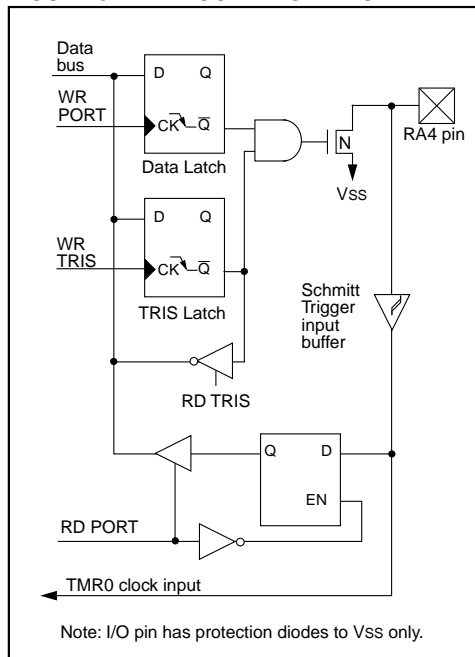 Data
bus
D Q
WR
PORT
CK Q̅
Data Latch
N
RA4 pin
VSS
D Q
WR
TRIS
CK Q̅
TRIS Latch
Schmitt
Trigger
input
buffer
RD TRIS
Q D
EN
RD PORT
TMR0 clock input
Note: I/O pin has protection diodes to VSS only.